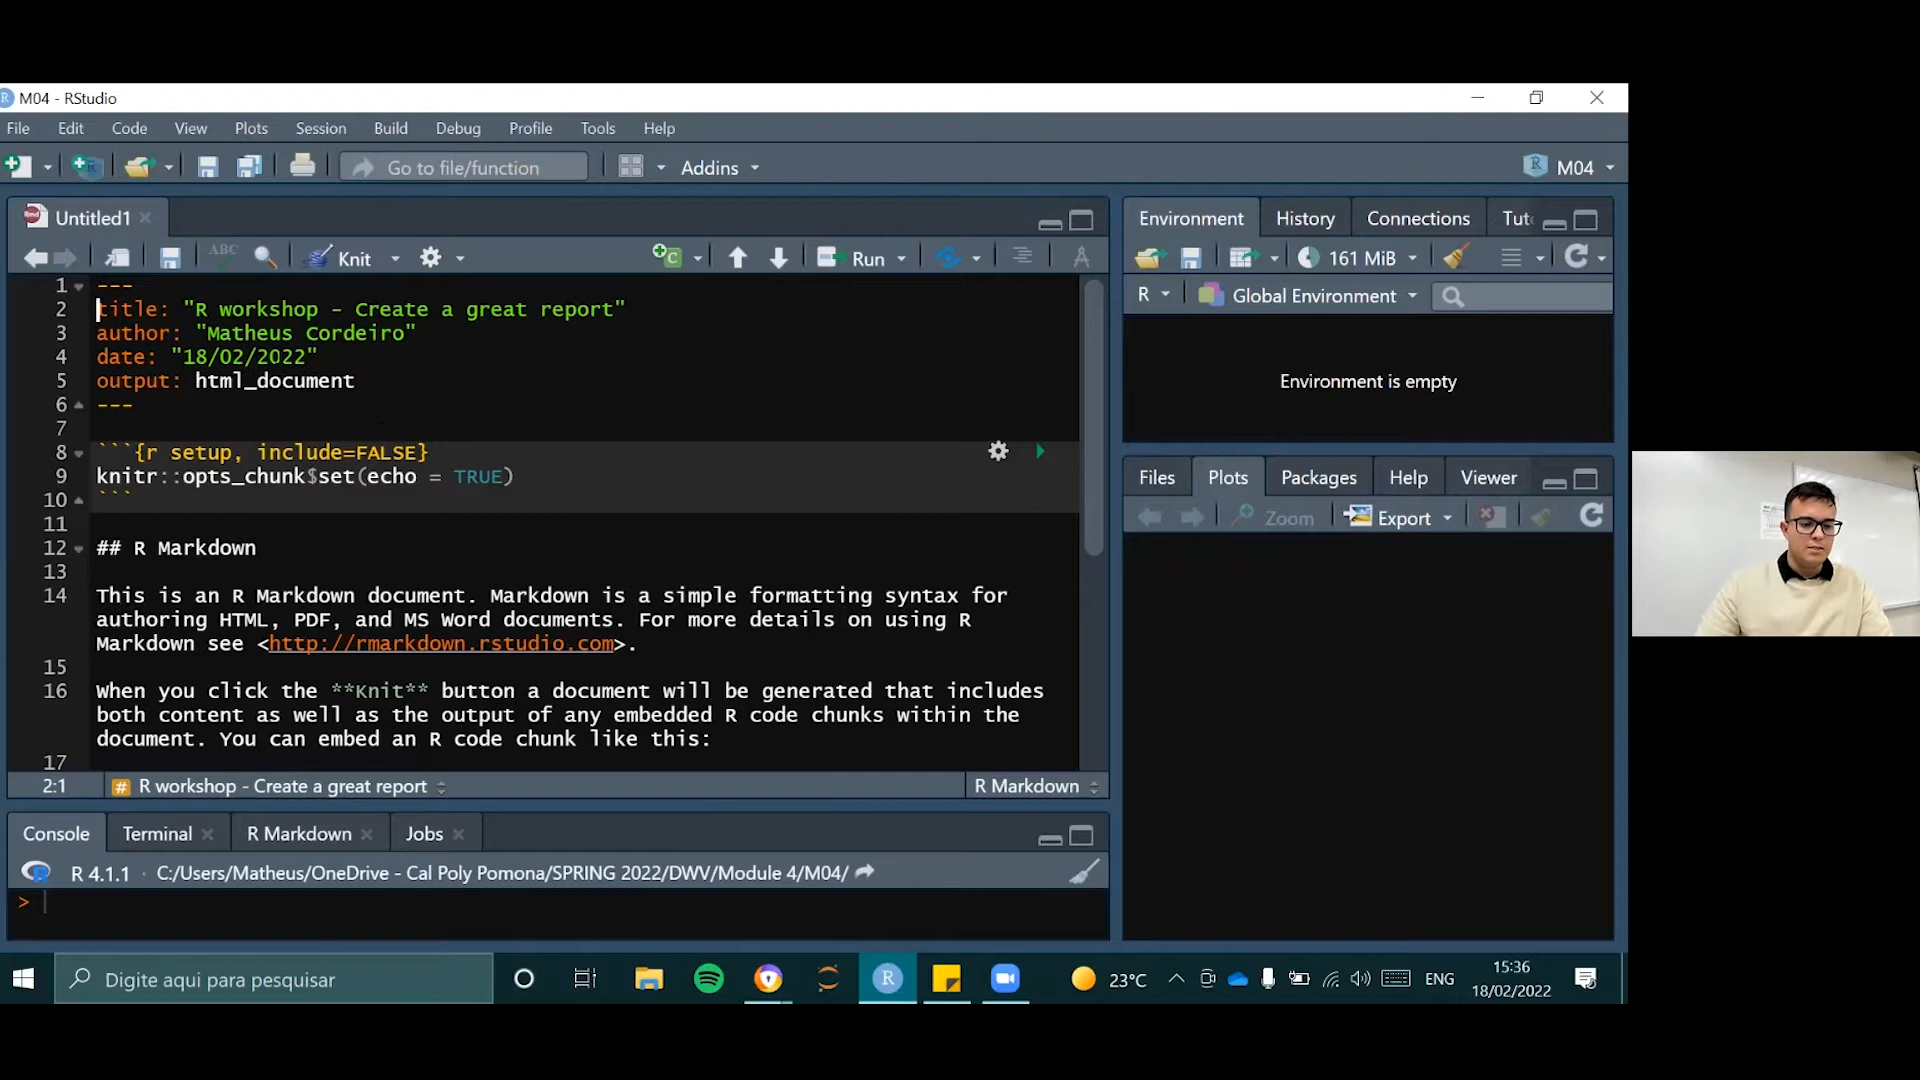 M04 - RStudio
File Edit Code View Plots Session Build Debug Profile Tools Help
Go to file/function Addins M04
Untitled1
ABC Knit Run
1 ---
2 title: "R workshop - Create a great report"
3 author: "Matheus Cordeiro"
4 date: "18/02/2022"
5 output: html_document
6 ---
7
8 ```{r setup, include=FALSE}
9 knitr::opts_chunk$set(echo = TRUE)
10 ```
11
12 ## R Markdown
13
14 This is an R Markdown document. Markdown is a simple formatting syntax for
authoring HTML, PDF, and MS Word documents. For more details on using R
Markdown see <http://rmarkdown.rstudio.com>.
15
16 When you click the **Knit** button a document will be generated that includes
both content as well as the output of any embedded R code chunks within the
document. You can embed an R code chunk like this:
17
2:1 # R workshop - Create a great report R Markdown
Console Terminal R Markdown Jobs
R 4.1.1 · C:/Users/Matheus/OneDrive - Cal Poly Pomona/SPRING 2022/DWV/Module 4/M04/
>
Environment History Connections Tut
161 MiB
R Global Environment
Environment is empty
Files Plots Packages Help Viewer
Zoom Export
Digite aqui para pesquisar
23°C ENG
15:36
18/02/2022